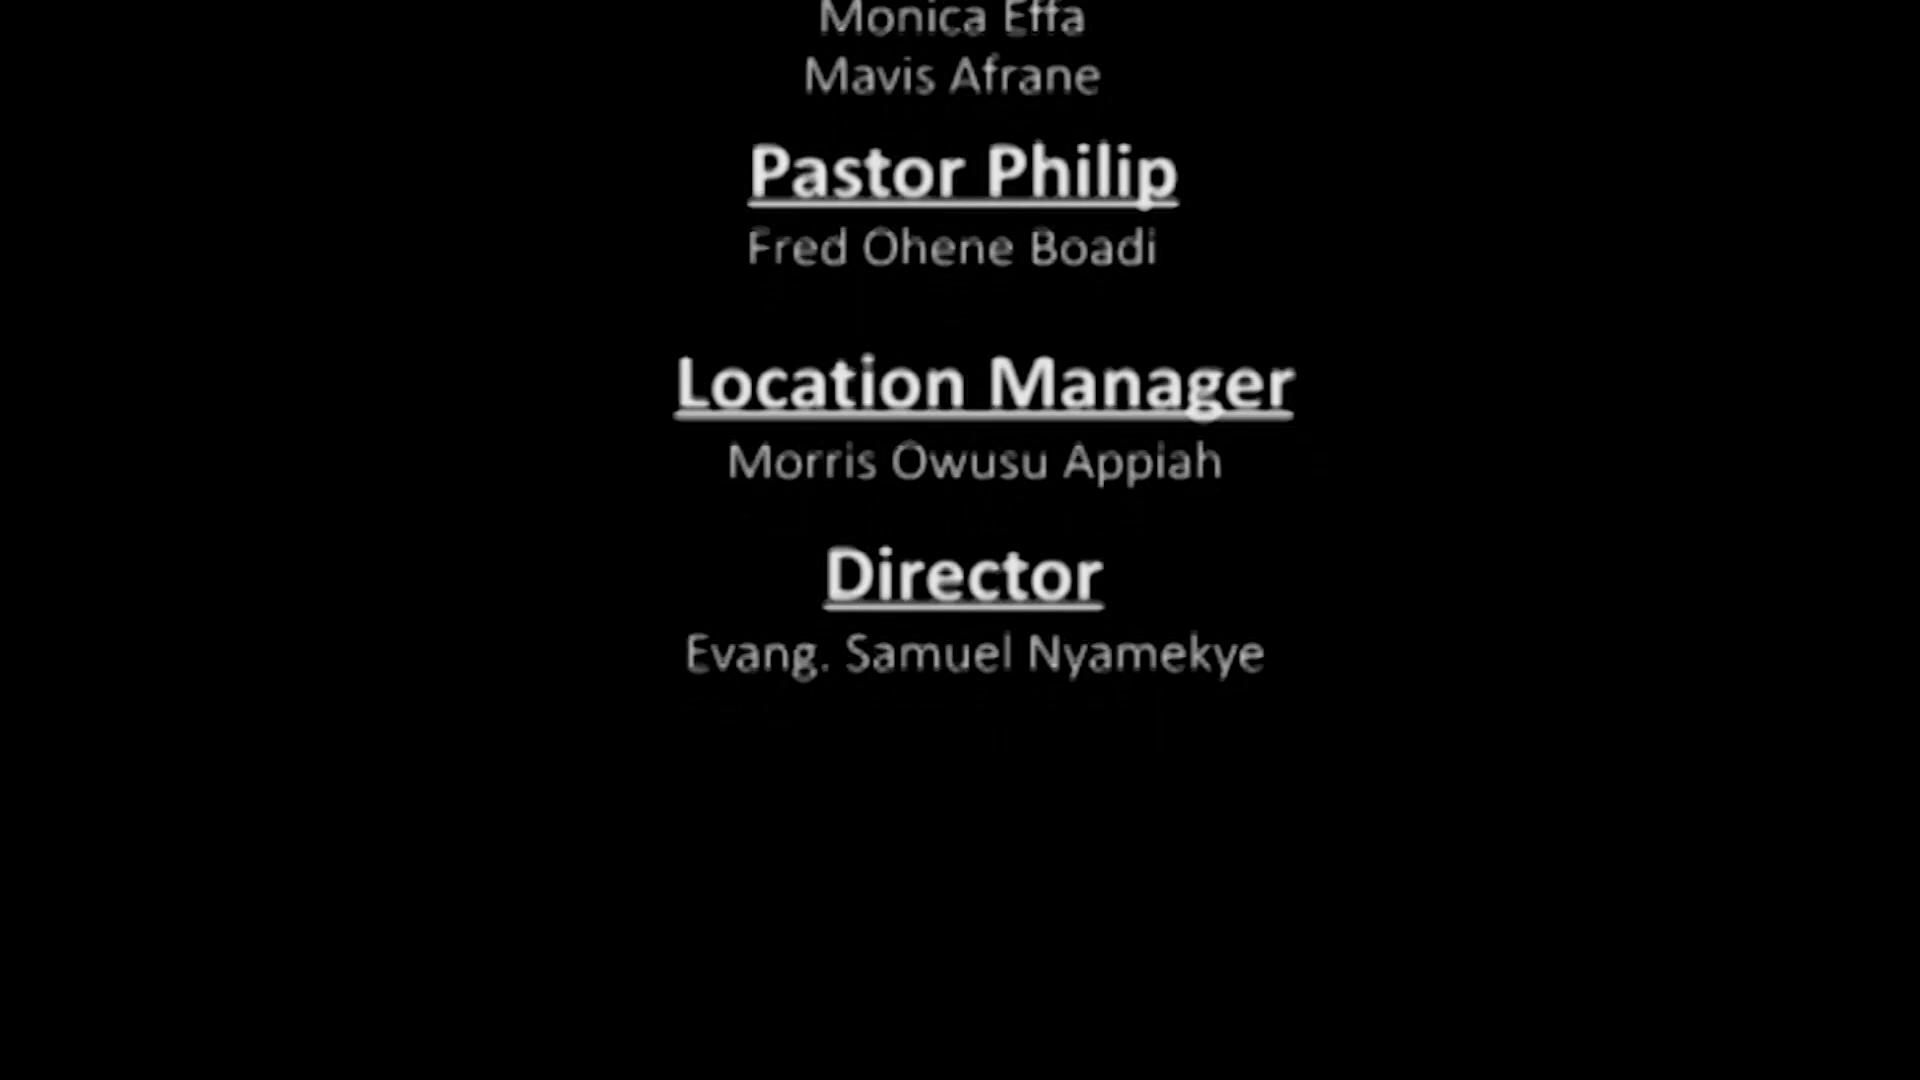 Monica Effa
Mavis Afrane
Pastor Philip
Fred Ohene Boadi
Location Manager
Morris Owusu Appiah
Director
Evang. Samuel Nyamekye